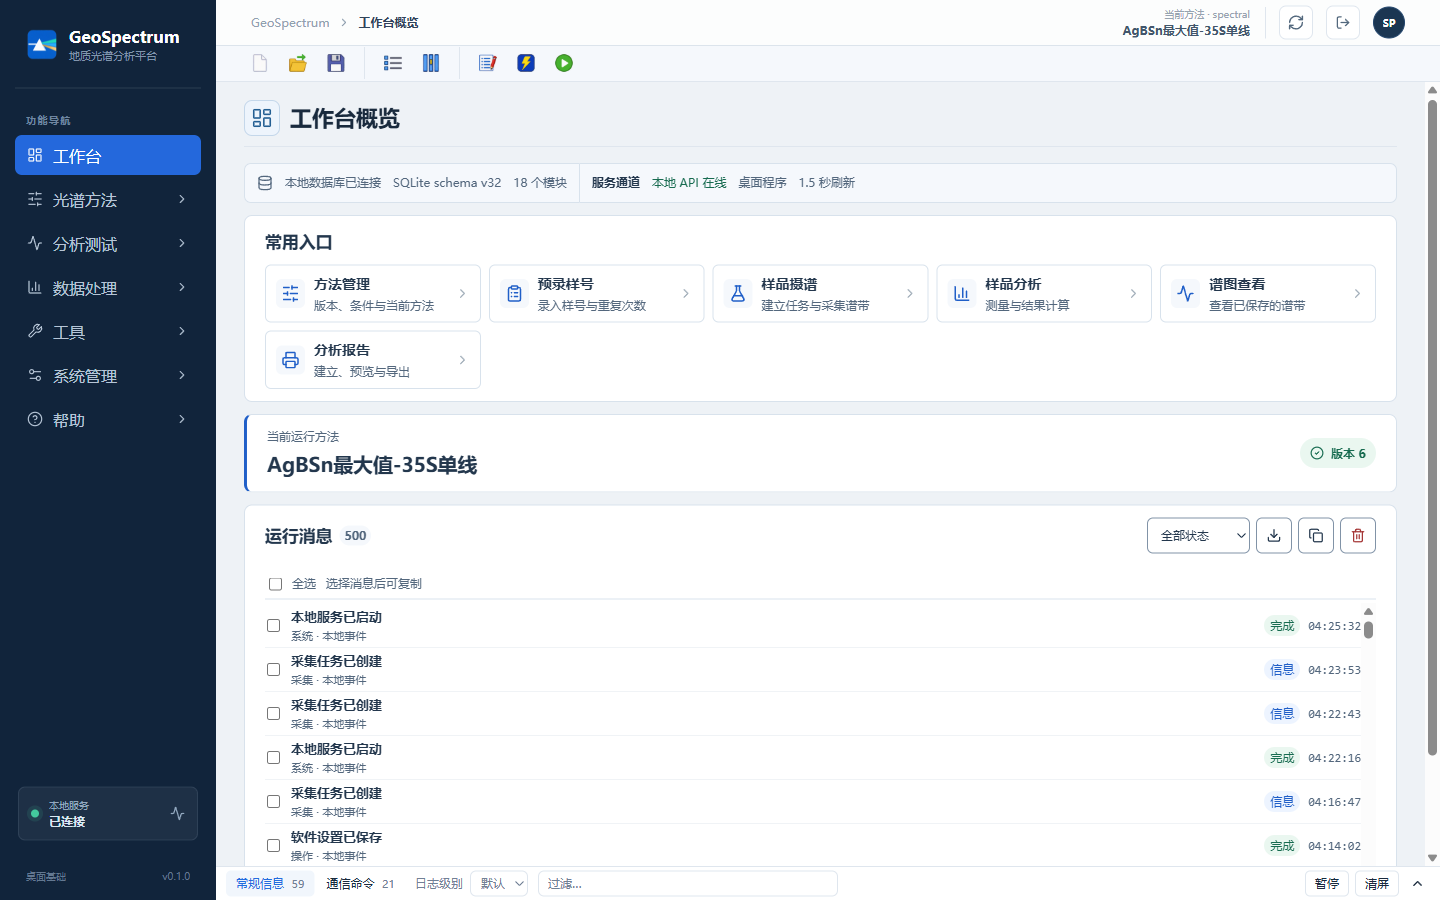 GeoSpectrum
地质光谱分析平台
功能导航
工作台
光谱方法
分析测试
数据处理
工具
系统管理
帮助
本地服务
已连接
桌面基础
v0.1.0
GeoSpectrum
工作台概览
当前方法 · spectral
AgBSn最大值-35S单线
SP
工作台概览
本地数据库已连接 SQLite schema v32 18 个模块 服务通道 本地 API 在线 桌面程序 1.5 秒刷新
常用入口
方法管理
版本、条件与当前方法
预录样号
录入样号与重复次数
样品摄谱
建立任务与采集谱带
样品分析
测量与结果计算
谱图查看
查看已保存的谱带
分析报告
建立、预览与导出
当前运行方法
AgBSn最大值-35S单线
版本 6
运行消息 500
全部状态
全选 选择消息后可复制
本地服务已启动
系统 · 本地事件
完成 04:25:32
采集任务已创建
采集 · 本地事件
信息 04:23:53
采集任务已创建
采集 · 本地事件
信息 04:22:43
本地服务已启动
系统 · 本地事件
完成 04:22:16
采集任务已创建
采集 · 本地事件
信息 04:16:47
软件设置已保存
操作 · 本地事件
完成 04:14:02
常规信息 59 通信命令 21 日志级别 默认 过滤... 暂停 清屏